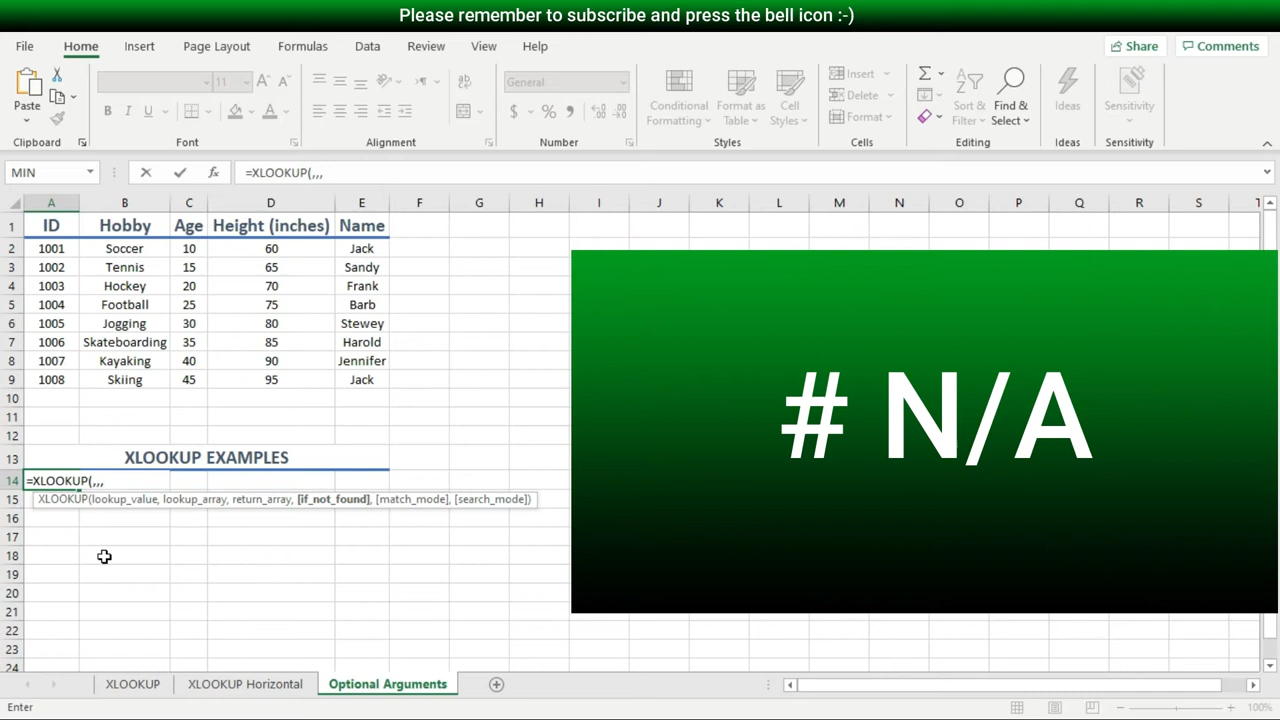 Please remember to subscribe and press the bell icon :-)
File Home Insert Page Layout Formulas Data Review View Help Share Comments
Paste
Clipboard
11
B I U A
Font
ab
Alignment
General
$ % 9
Number
Conditional Formatting
Format as Table
Cell Styles
Styles
Insert
Delete
Format
Cells
Sort & Filter
Find & Select
Editing
Ideas
Ideas
Sensitivity
Sensitivity
MIN fx =XLOOKUP(,,,
A B C D E F G H I J K L M N O P Q R S T
1 ID Hobby Age Height (inches) Name
2 1001 Soccer 10 60 Jack
3 1002 Tennis 15 65 Sandy
4 1003 Hockey 20 70 Frank
5 1004 Football 25 75 Barb
6 1005 Jogging 30 80 Stewey
7 1006 Skateboarding 35 85 Harold
8 1007 Kayaking 40 90 Jennifer
9 1008 Skiing 45 95 Jack
10
11
12
13 XLOOKUP EXAMPLES
14 =XLOOKUP(,,,
15 XLOOKUP(lookup_value, lookup_array, return_array, [if_not_found], [match_mode], [search_mode])
16
17
18
19
20
21
22
23
24
# N/A
XLOOKUP XLOOKUP Horizontal Optional Arguments
Enter 100%